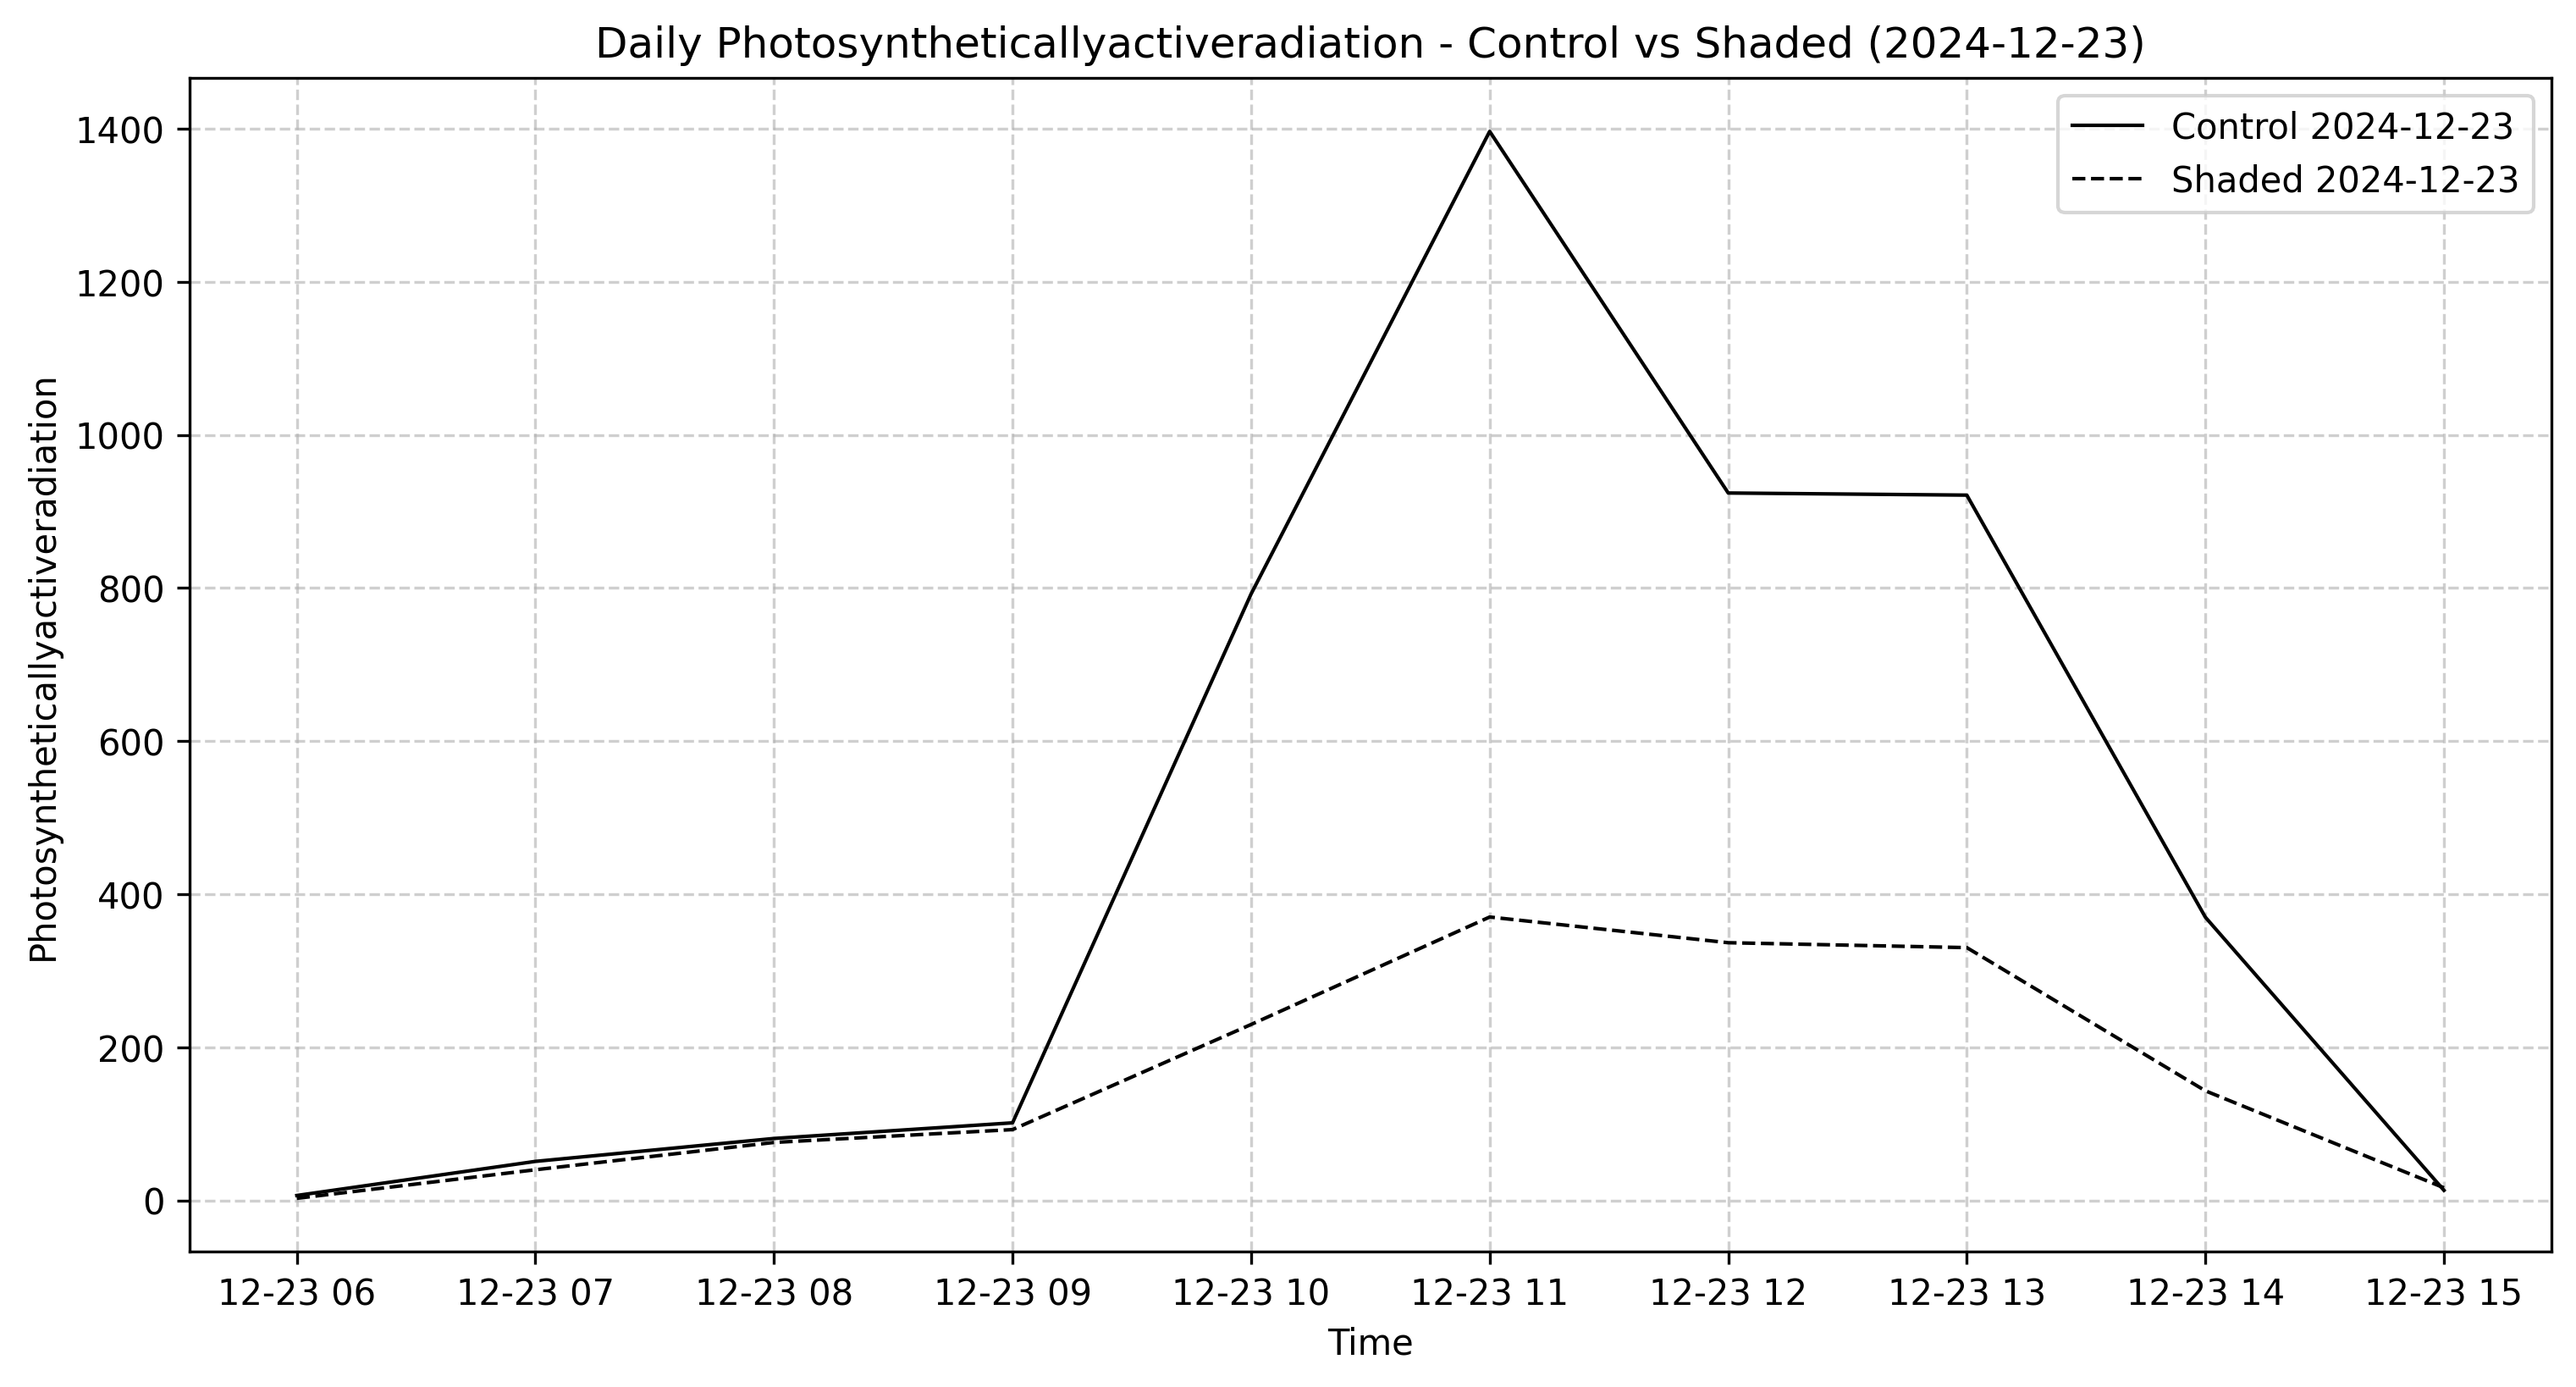 Daily Photosyntheticallyactiveradiation - Control vs Shaded (2024-12-23)
Control 2024-12-23
Shaded 2024-12-23
Photosyntheticallyactiveradiation
1400
1200
1000
800
600
400
200
0
12-23 06 12-23 07 12-23 08 12-23 09 12-23 10 12-23 11 12-23 12 12-23 13 12-23 14 12-23 15
Time